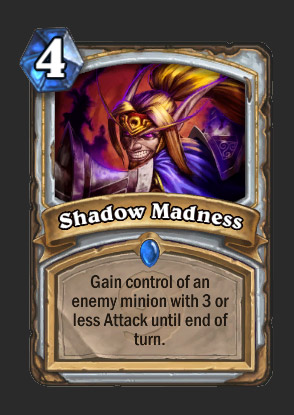 4
Shadow Madness
Gain control of an
enemy minion with 3 or
less Attack until end of
turn.